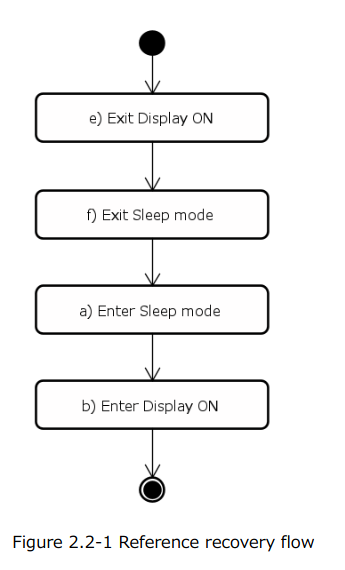 e) Exit Display ON
f) Exit Sleep mode
a) Enter Sleep mode
b) Enter Display ON
Figure 2.2-1 Reference recovery flow